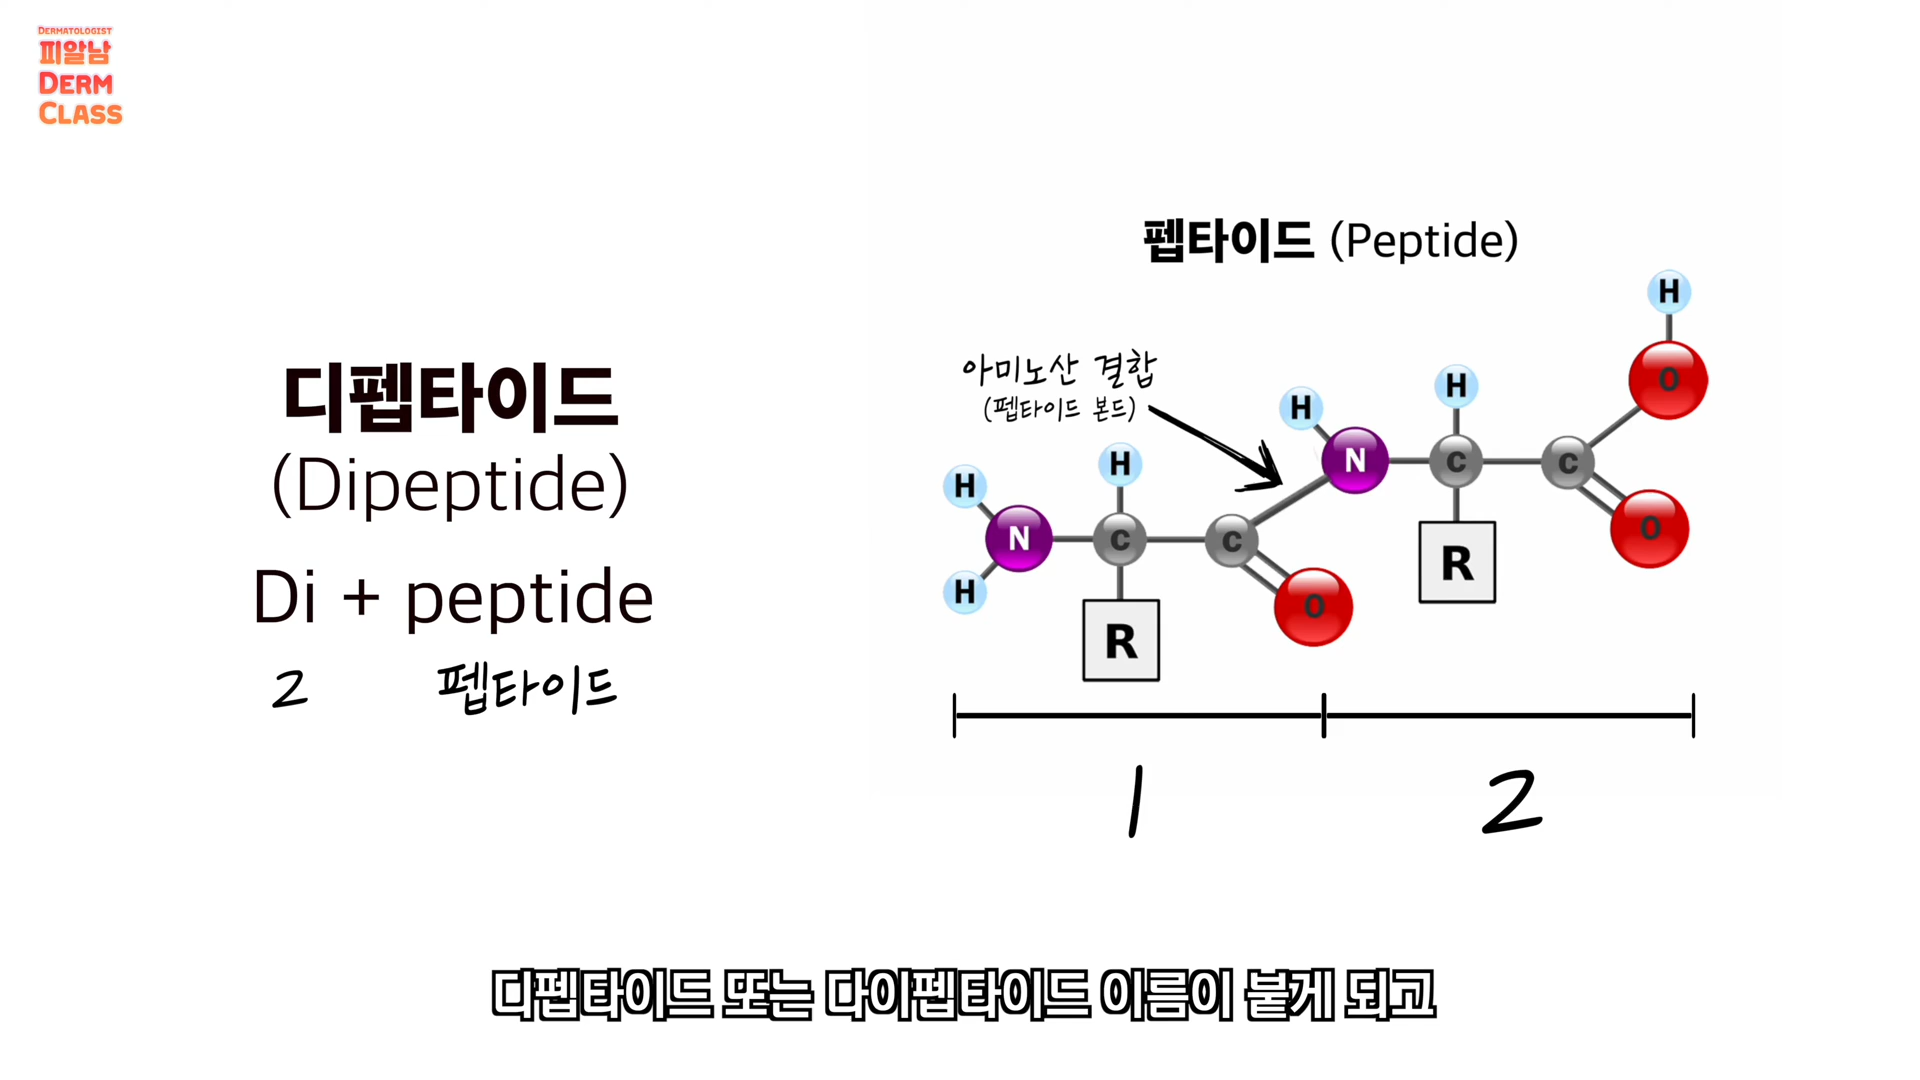 DERMATOLOGIST
피알남
DERM
CLASS
디펩타이드
(Dipeptide)
Di + peptide
2 펩타이드
펩타이드 (Peptide)
아미노산 결합
(펩타이드 본드)
H
O
H
H
N
C
C
O
R
H
H
H
N
C
C
O
R
1
2
디펩타이드 또는 다이펩타이드 이름이 붙게 되고